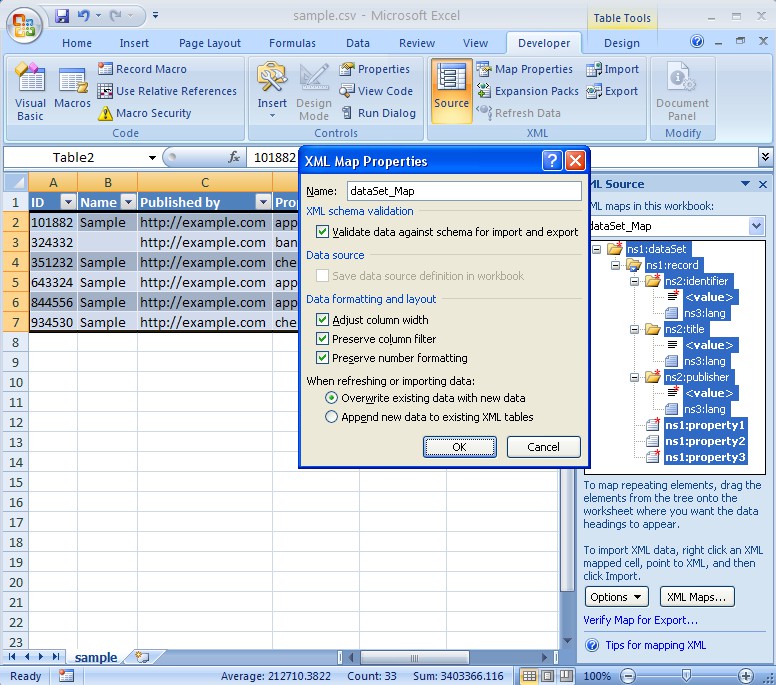 sample.csv - Microsoft Excel
Table Tools
Home Insert Page Layout Formulas Data Review View Developer Design
Visual Basic
Macros
Record Macro
Use Relative References
Macro Security
Code
Insert
Design Mode
Properties
View Code
Run Dialog
Controls
Source
Map Properties
Expansion Packs
Refresh Data
Import
Export
XML
Document Panel
Modify
Table2
fx
101882
A B C
1 ID Name Published by
2 101882 Sample http://example.com app
3 324332 http://example.com ban
4 351232 Sample http://example.com che
5 643324 Sample http://example.com app
6 844556 Sample http://example.com app
7 934530 Sample http://example.com che
8
9
10
11
12
13
14
15
16
17
18
19
20
21
22
23
XML Map Properties
Name: dataSet_Map
XML schema validation
Validate data against schema for import and export
Data source
Save data source definition in workbook
Data formatting and layout
Adjust column width
Preserve column filter
Preserve number formatting
When refreshing or importing data:
Overwrite existing data with new data
Append new data to existing XML tables
OK Cancel
ML Source
ML maps in this workbook:
dataSet_Map
ns1:dataSet
ns1:record
ns2:identifier
<value>
ns3:lang
ns2:title
<value>
ns3:lang
ns2:publisher
<value>
ns3:lang
ns1:property1
ns1:property2
ns1:property3
To map repeating elements, drag the
elements from the tree onto the
worksheet where you want the data
headings to appear.
To import XML data, right click an XML
mapped cell, point to XML, and then
click Import.
Options XML Maps...
Verify Map for Export...
Tips for mapping XML
sample
Ready Average: 212710.3822 Count: 33 Sum: 3403366.116 100%